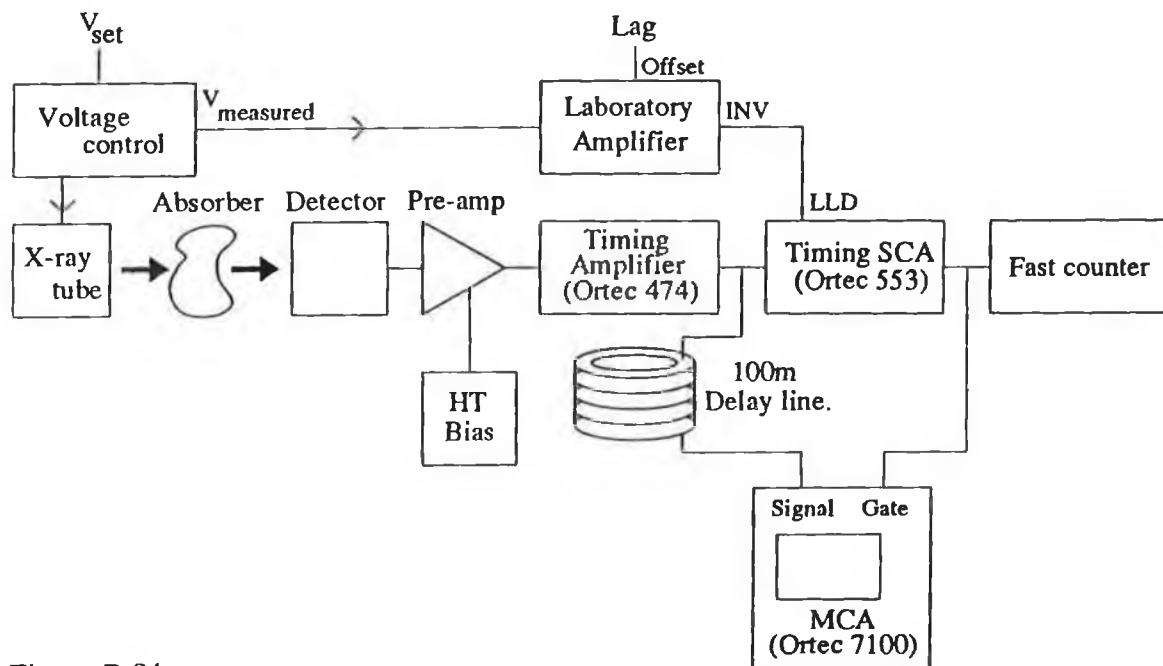 V set
Lag
Offset
Voltage
control
V measured
Laboratory
Amplifier
INV
LLD
X-ray
tube
Absorber
Detector
Pre-amp
Timing
Amplifier
(Ortec 474)
Timing SCA
(Ortec 553)
Fast counter
HT
Bias
100m
Delay line.
Signal Gate
MCA
(Ortec 7100)